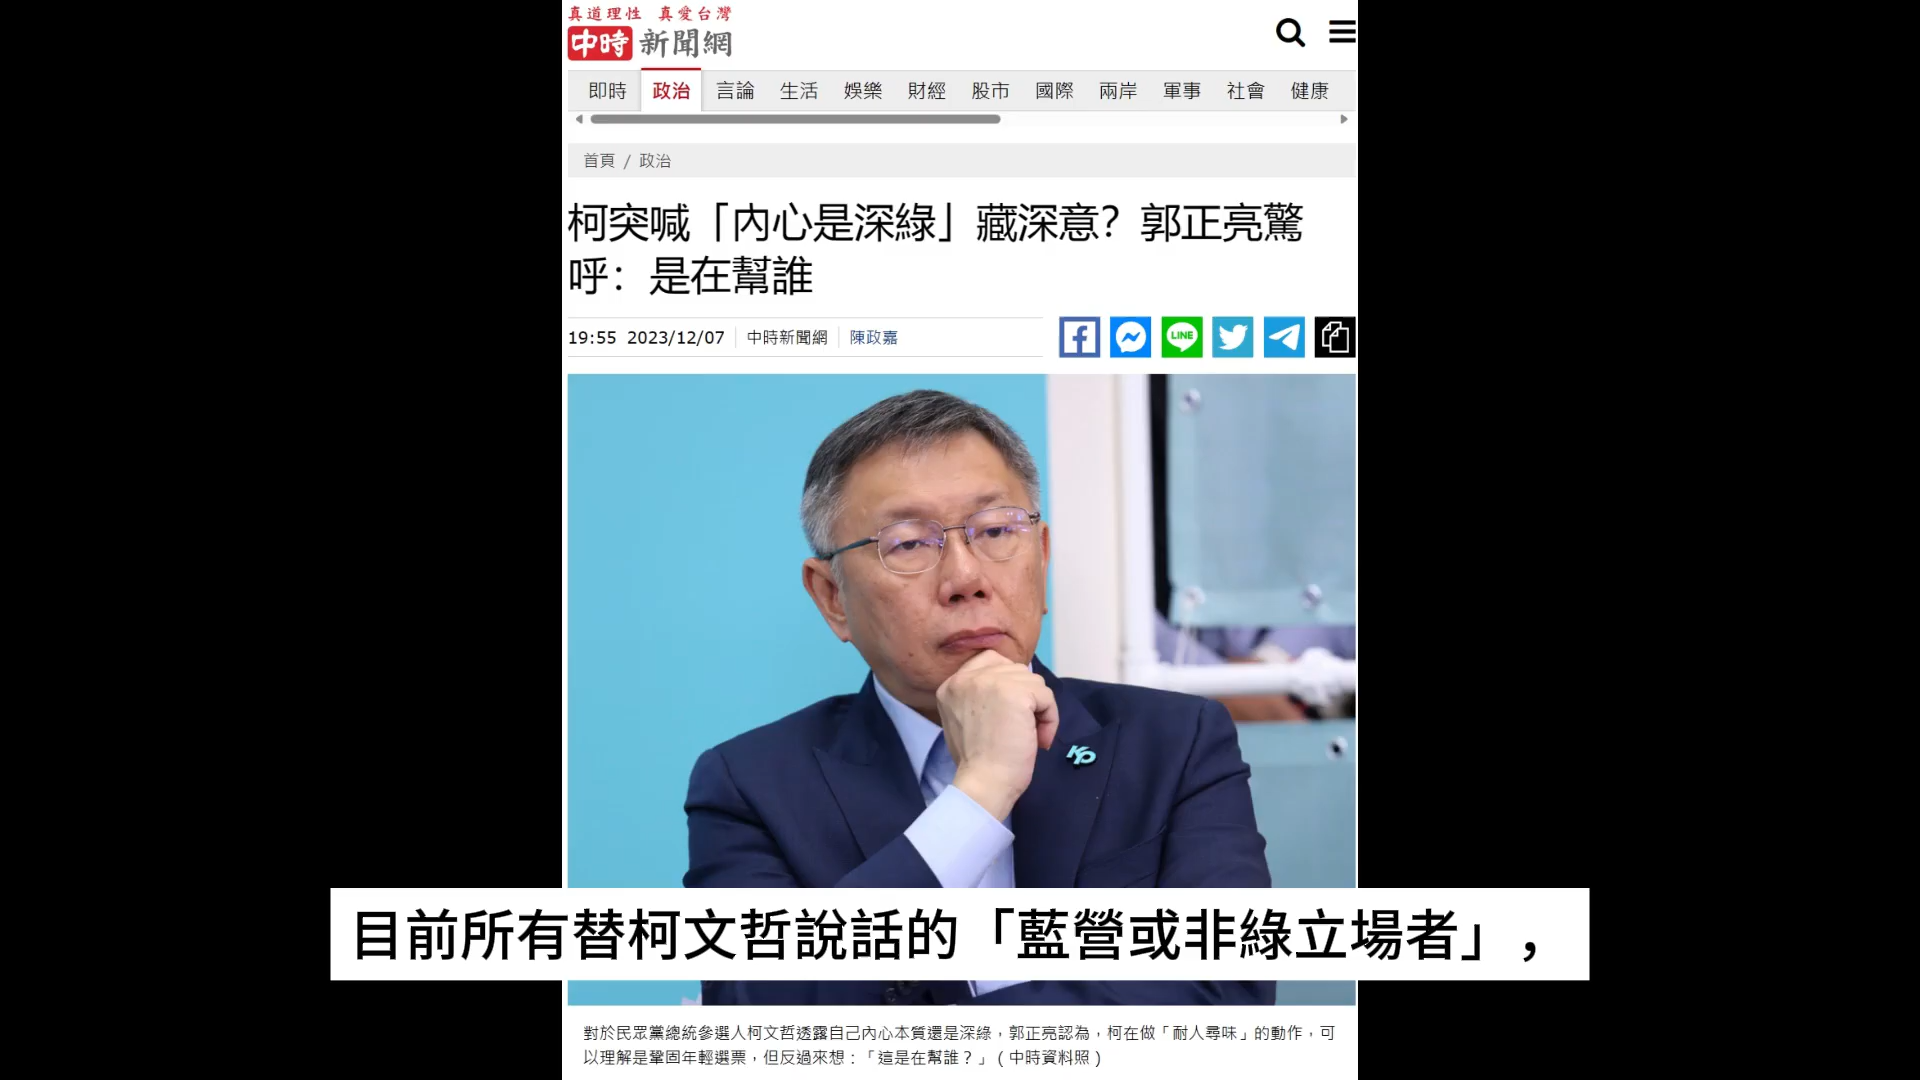 真道理性 真愛台灣
中時 新聞網
即時 政治 言論 生活 娛樂 財經 股市 國際 兩岸 軍事 社會 健康
首頁 / 政治
柯突喊「內心是深綠」藏深意？郭正亮驚
呼：是在幫誰
19:55 2023/12/07 中時新聞網 陳政嘉
LINE
KP
目前所有替柯文哲說話的「藍營或非綠立場者」，
對於民眾黨總統參選人柯文哲透露自己內心本質還是深綠，郭正亮認為，柯在做「耐人尋味」的動作，可
以理解是鞏固年輕選票，但反過來想：「這是在幫誰？」（中時資料照）